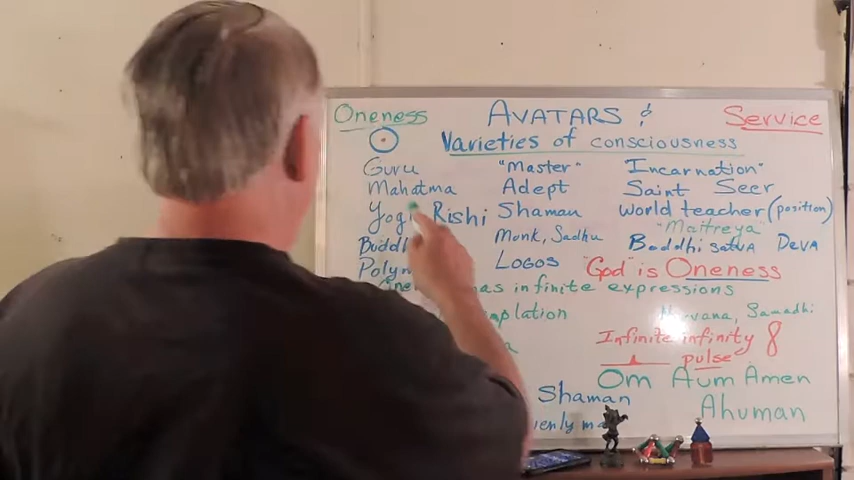 Oneness AVATARS & Service
Varieties of consciousness
Guru "Master" Incarnation"
Mahatma Adept Saint Seer
Yogi Rishi Shaman World teacher (position)
"Maitreya"
Monk, Sadhu Boddhisatva Deva
Logos "God" is Oneness
has infinite expressions
Nirvana, Samadhi
Infinite infinity 8
pulse
Om Aum Amen
Shaman Ahuman